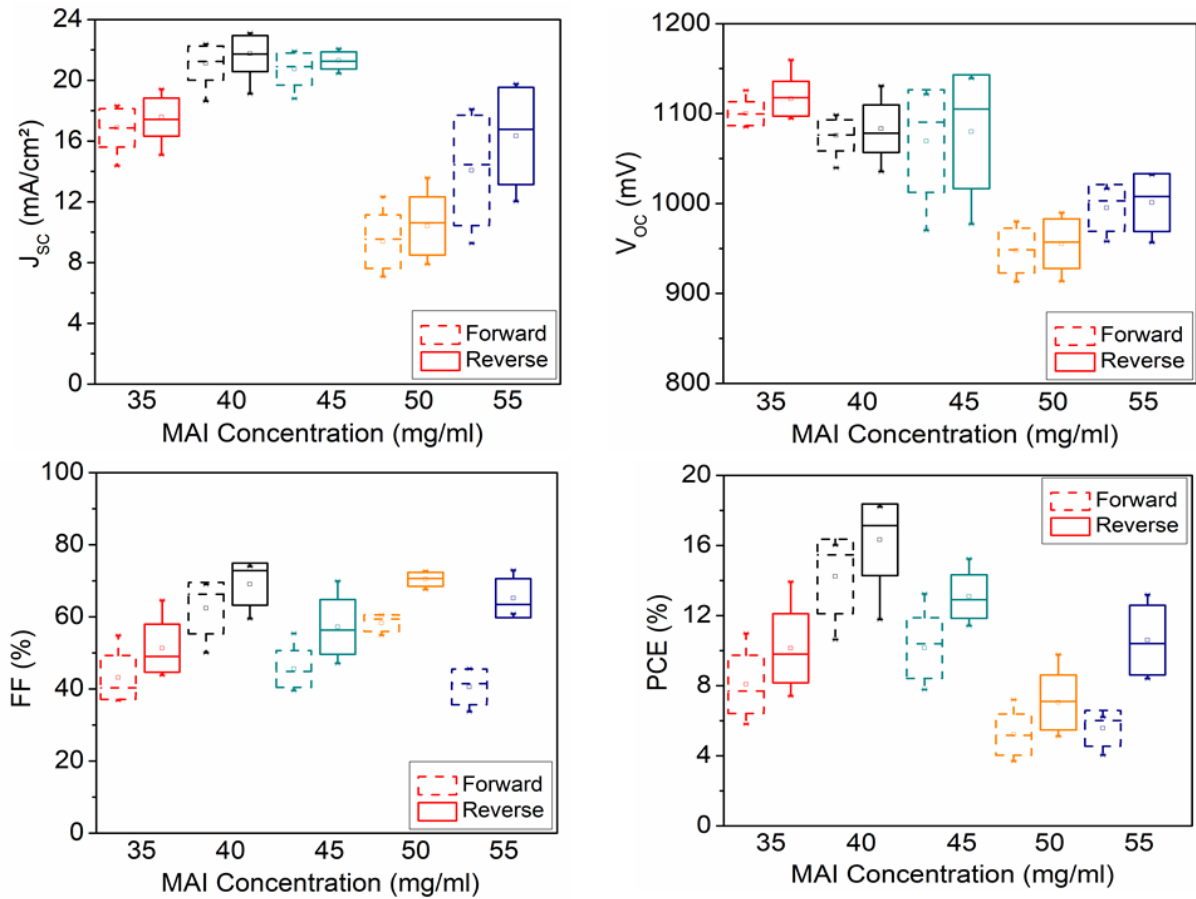 24
20
16
12
8
4
0
J_SC (mA/cm²)
Forward
Reverse
35 40 45 50 55
MAI Concentration (mg/ml)
1200
1100
1000
900
800
V_OC (mV)
Forward
Reverse
35 40 45 50 55
MAI Concentration (mg/ml)
100
80
60
40
20
0
FF (%)
Forward
Reverse
35 40 45 50 55
MAI Concentration (mg/ml)
20
16
12
8
4
0
PCE (%)
Forward
Reverse
35 40 45 50 55
MAI Concentration (mg/ml)